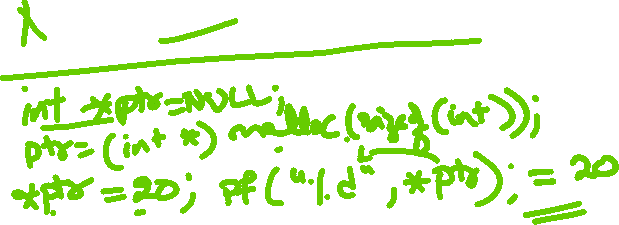 int *ptr=NULL;
ptr=(int *) malloc(sizeof(int));
*ptr = 20; pf("%d", *ptr); = 20